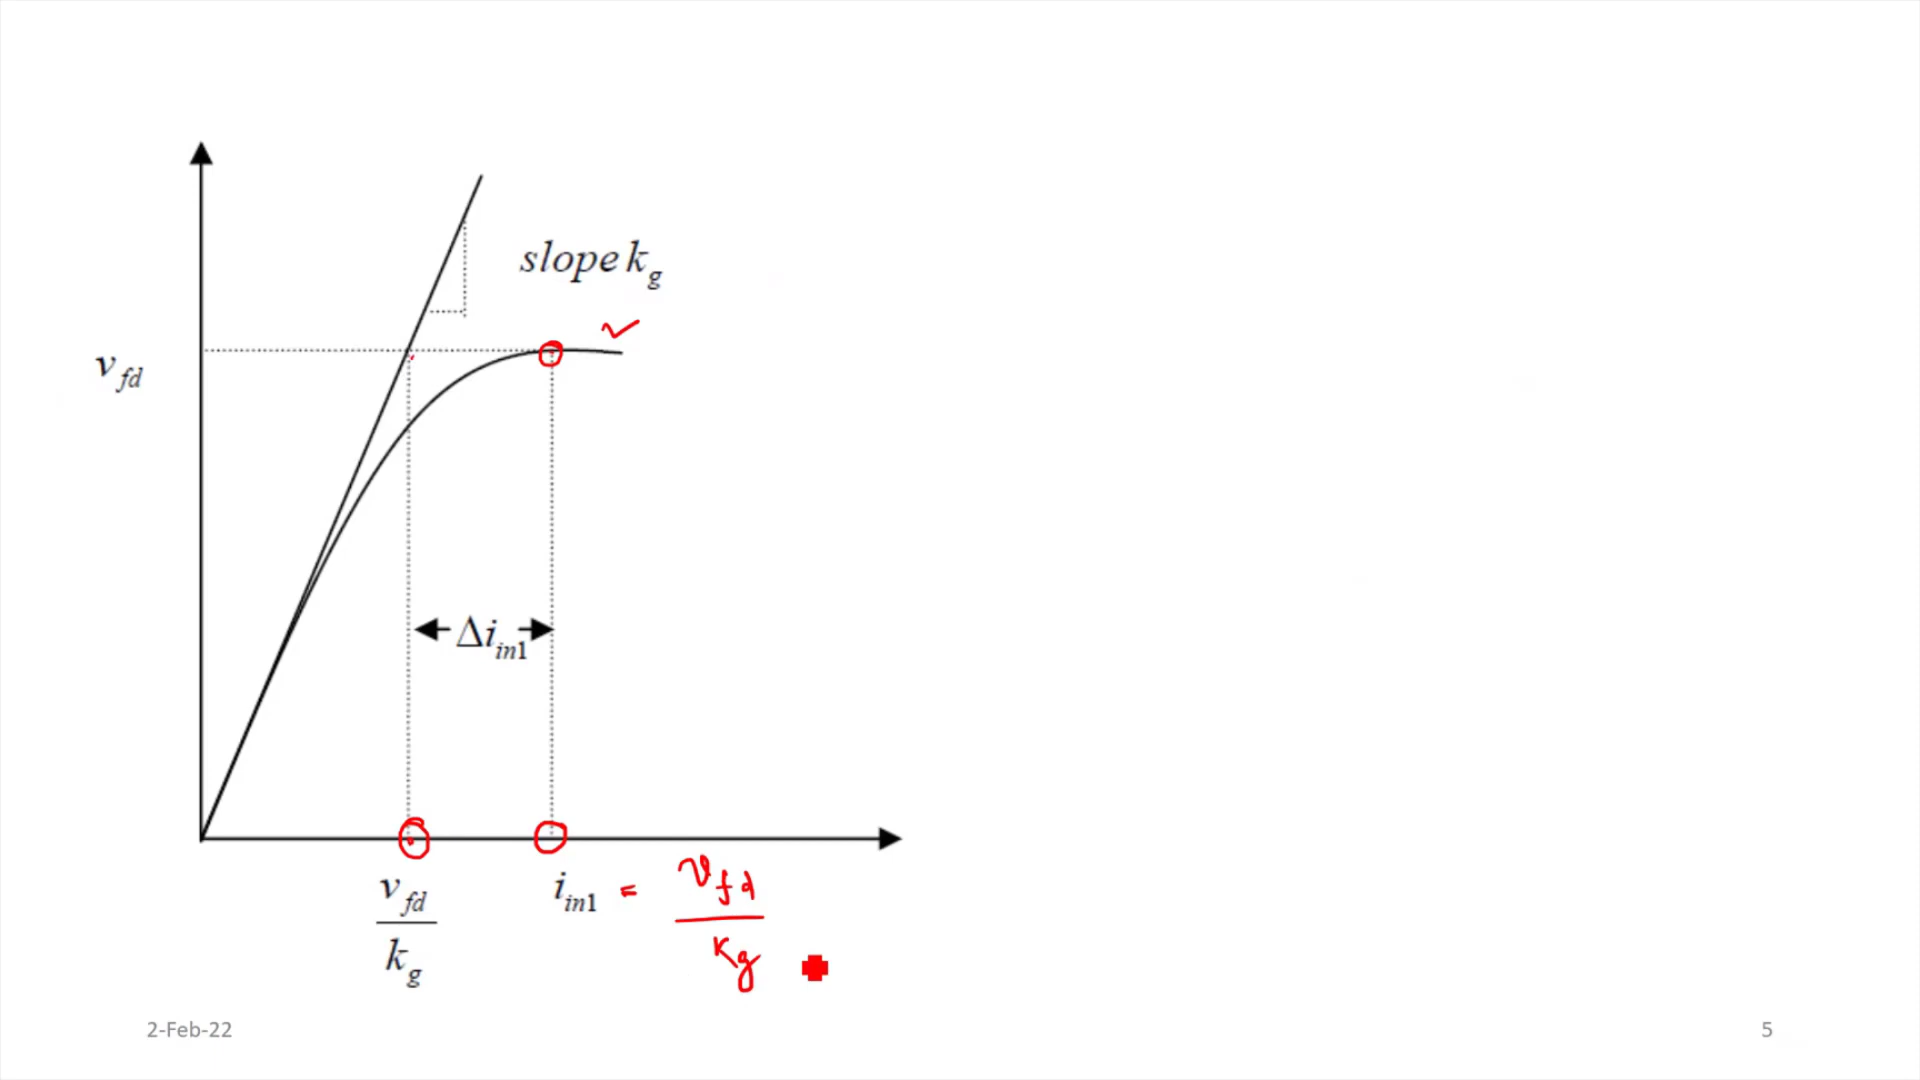 slope k_g
v_fd
Δi_in1
v_fd / k_g
i_in1 = v_fd / k_g
2-Feb-22
5